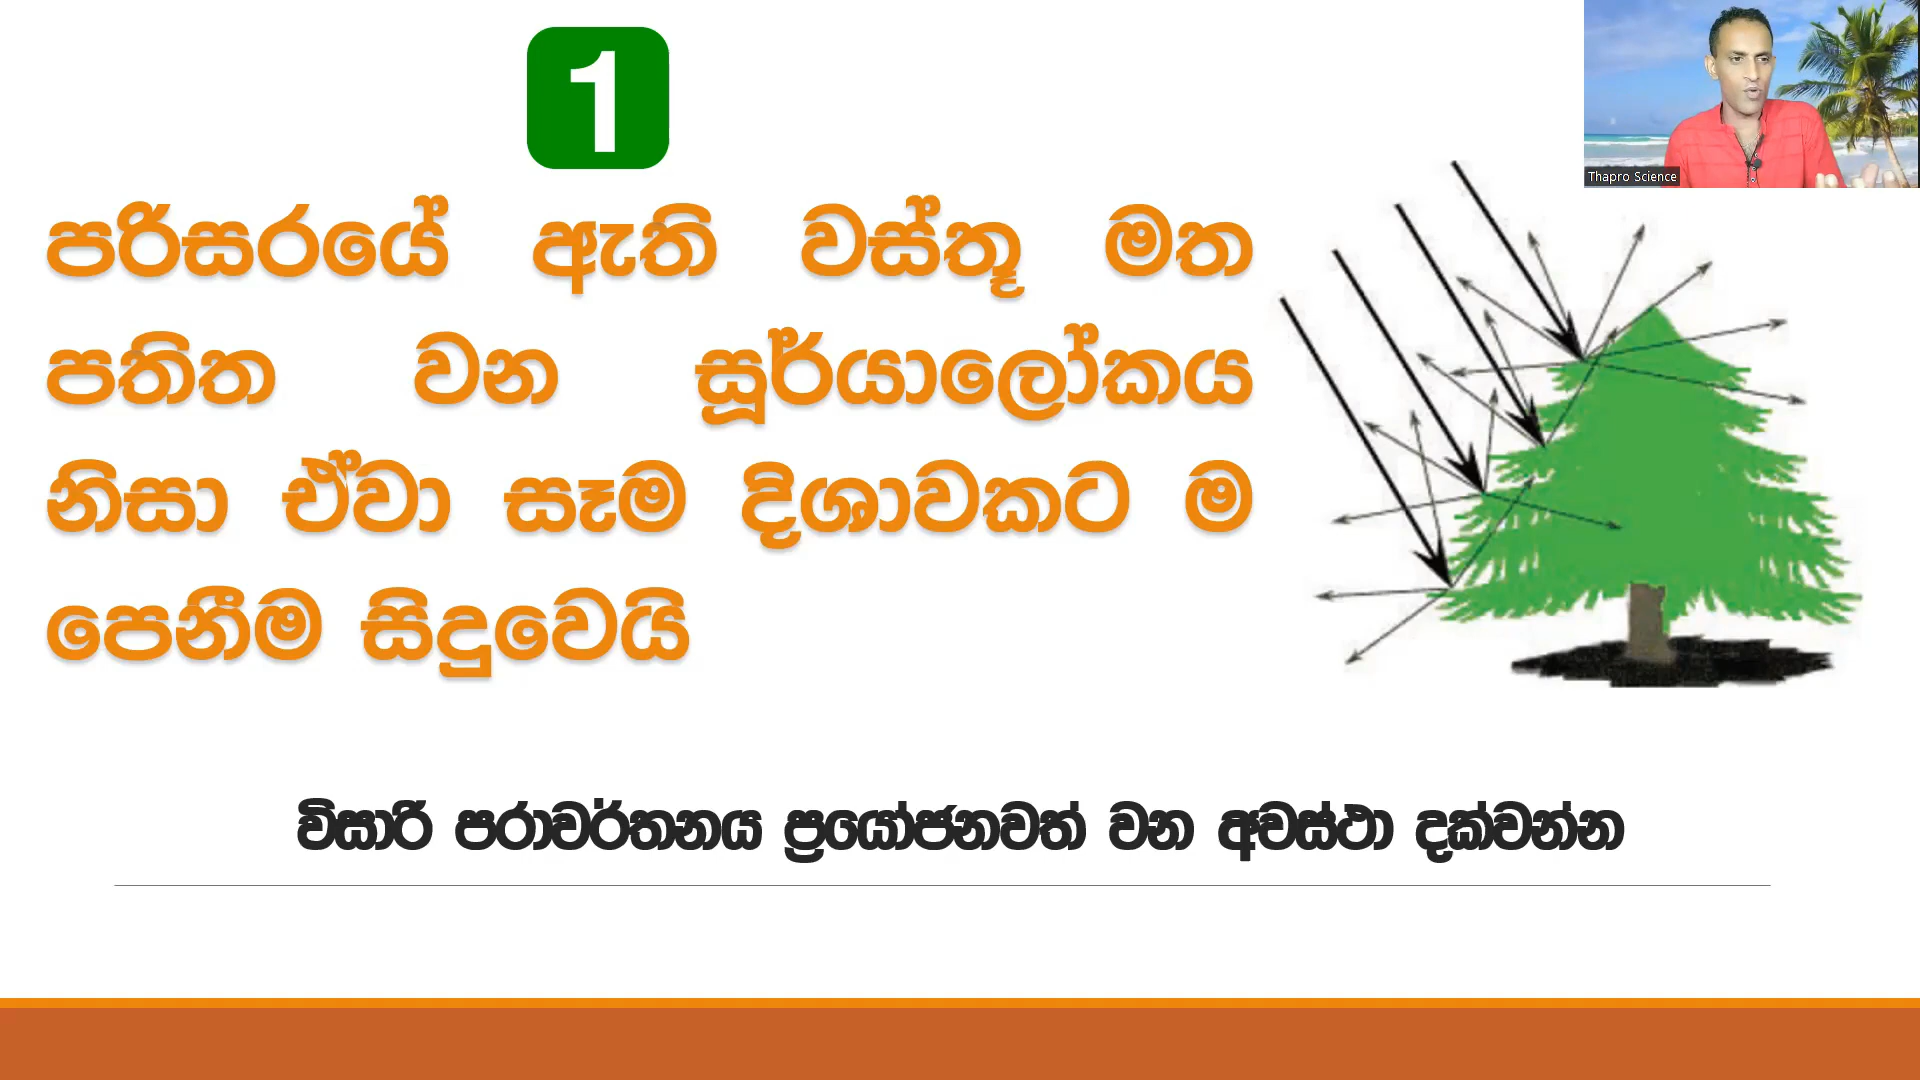 1
Thapro Science
පරිසරයේ ඇති වස්තූ මත
පතිත වන සූර්යාලෝකය
නිසා ඒවා සෑම දිශාවකට ම
පෙනීම සිදුවෙයි
විසාරී පරාවර්තනය ප්‍රයෝජනවත් වන අවස්ථා දක්වන්න